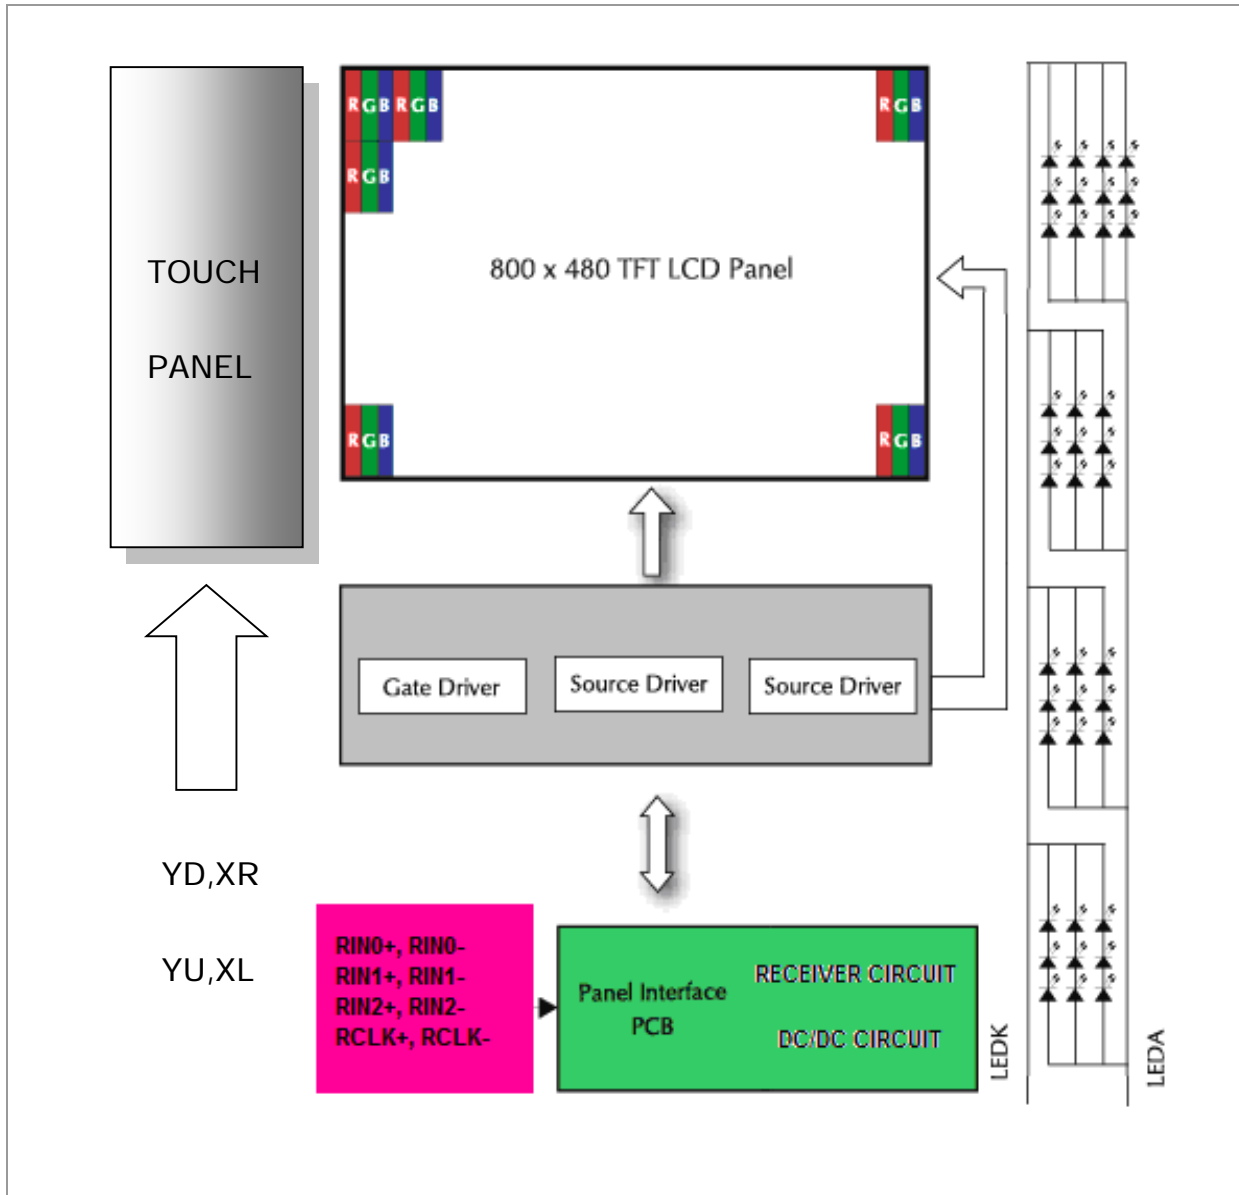 RGBRGB
RGB
RGB
TOUCH
PANEL
800 x 480 TFT LCD Panel
RGB
RGB
Gate Driver
Source Driver
Source Driver
YD,XR
YU,XL
RIN0+, RIN0-
RIN1+, RIN1-
RIN2+, RIN2-
RCLK+, RCLK-
Panel Interface
PCB
RECEIVER CIRCUIT
DC/DC CIRCUIT
LEDK
LEDA